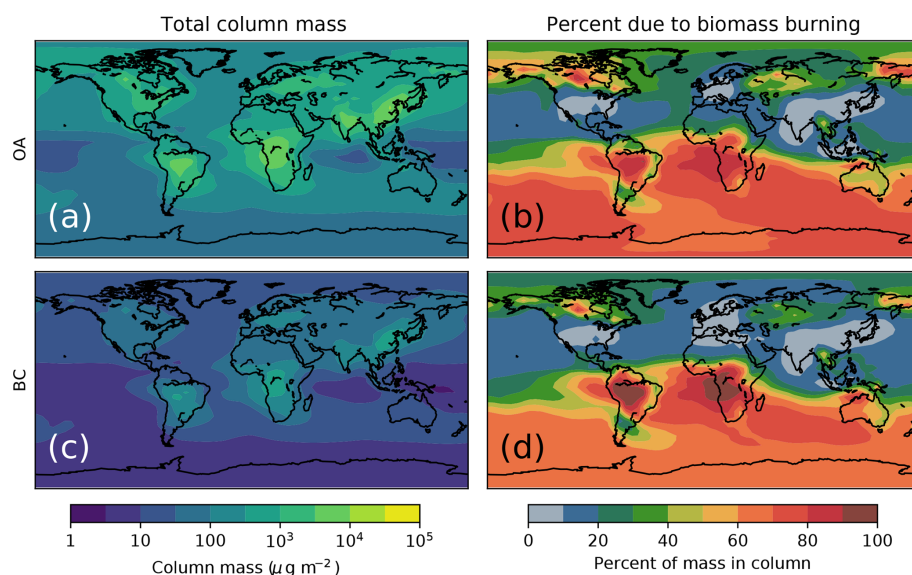 Total column mass
Percent due to biomass burning
OA
(a)
(b)
BC
(c)
(d)
1 10 100 10³ 10⁴ 10⁵
Column mass (μg m⁻²)
0 20 40 60 80 100
Percent of mass in column